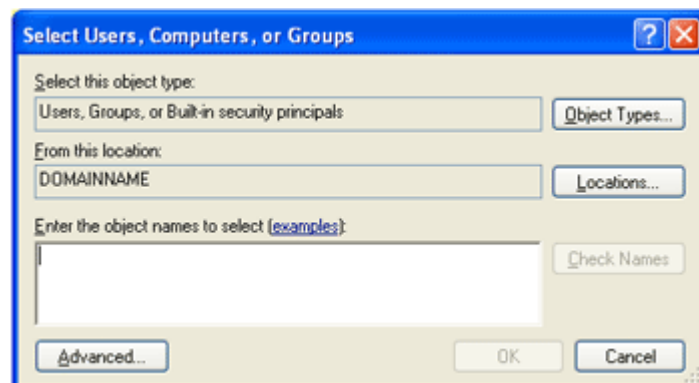 Select Users, Computers, or Groups
Select this object type:
Users, Groups, or Built-in security principals
Object Types...
From this location:
DOMAINNAME
Locations...
Enter the object names to select (examples):
Check Names
Advanced...
OK
Cancel